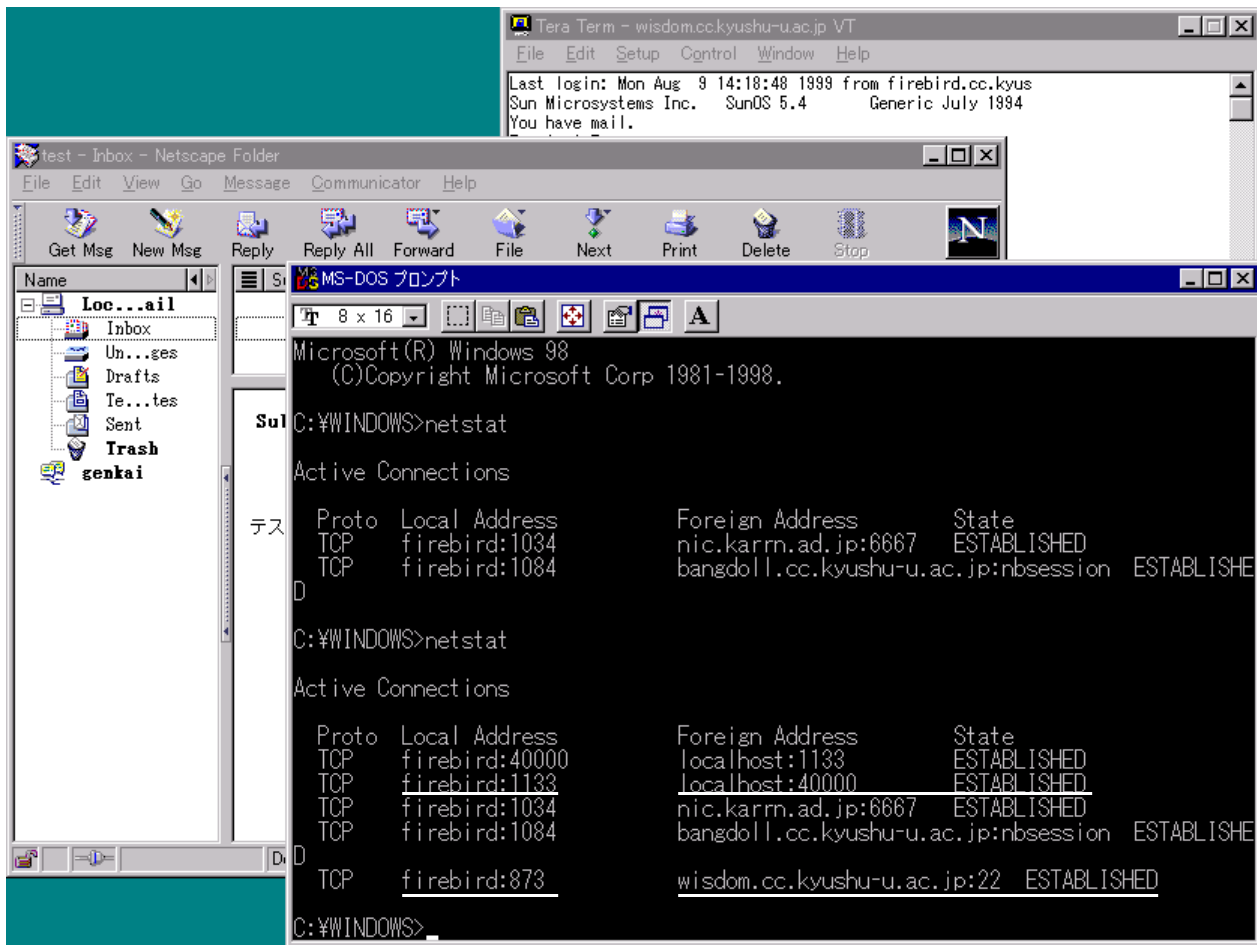 Tera Term - wisdom.cc.kyushu-u.ac.jp VT
File Edit Setup Control Window Help
Last login: Mon Aug 9 14:18:48 1999 from firebird.cc.kyus
Sun Microsystems Inc. SunOS 5.4 Generic July 1994
You have mail.
test - Inbox - Netscape Folder
File Edit View Go Message Communicator Help
Get Msg New Msg Reply Reply All Forward File Next Print Delete Stop
N
Name
Loc...ail
Inbox
Un...ges
Drafts
Te...tes
Sent
Trash
genkai
Sul
テス
MS-DOS プロンプト
8 x 16
A
Microsoft(R) Windows 98
(C)Copyright Microsoft Corp 1981-1998.
C:¥WINDOWS>netstat
Active Connections
Proto Local Address Foreign Address State
TCP firebird:1034 nic.karrn.ad.jp:6667 ESTABLISHED
TCP firebird:1084 bangdoll.cc.kyushu-u.ac.jp:nbsession ESTABLISHE
D
C:¥WINDOWS>netstat
Active Connections
Proto Local Address Foreign Address State
TCP firebird:40000 localhost:1133 ESTABLISHED
TCP firebird:1133 localhost:40000 ESTABLISHED
TCP firebird:1034 nic.karrn.ad.jp:6667 ESTABLISHED
TCP firebird:1084 bangdoll.cc.kyushu-u.ac.jp:nbsession ESTABLISHE
D
TCP firebird:873 wisdom.cc.kyushu-u.ac.jp:22 ESTABLISHED
C:¥WINDOWS>